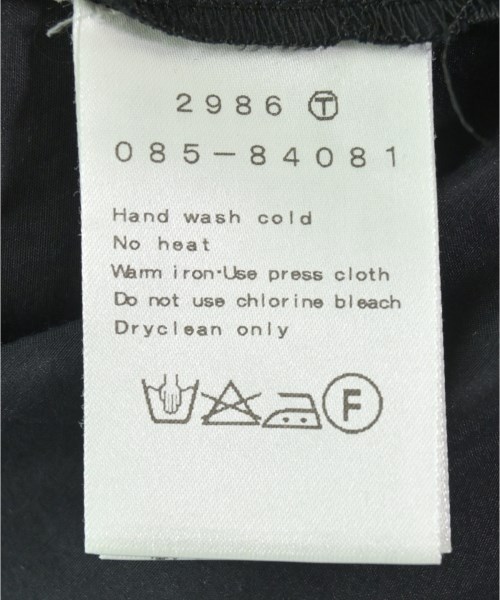 2986 Ⓣ
085-84081
Hand wash cold
No heat
Warm iron·Use press cloth
Do not use chlorine bleach
Dryclean only
F